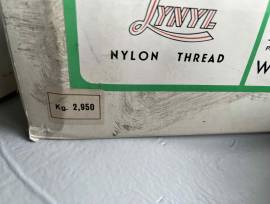 Lynyl
NYLON THREAD
W
Kg. 2,950